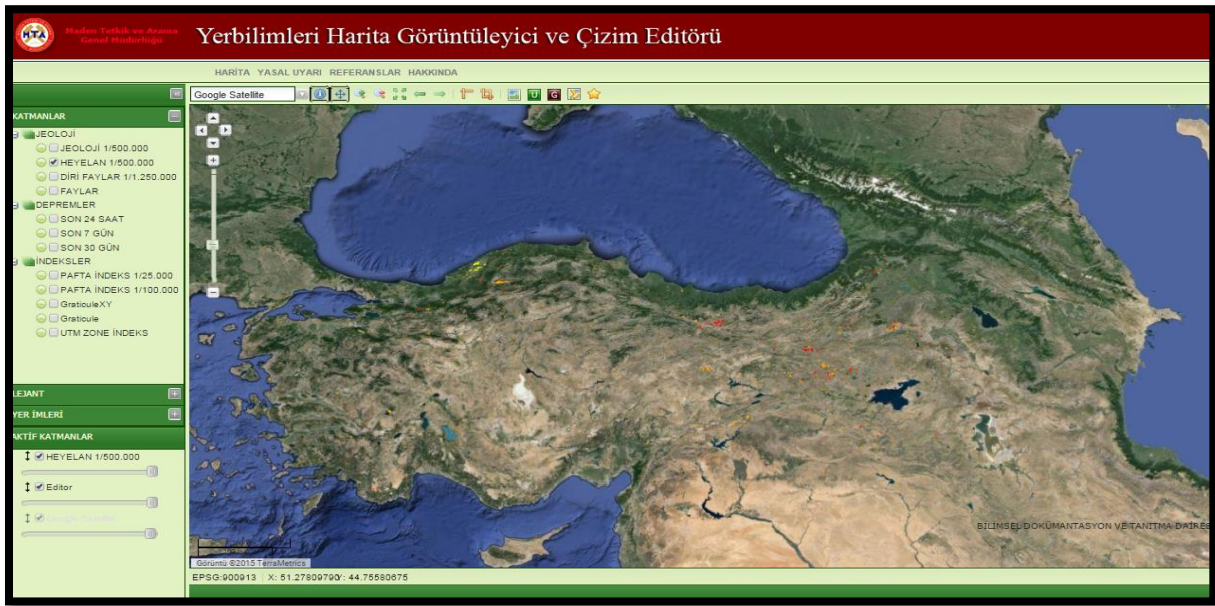 MTA
Maden Tetkik ve Arama
Genel Müdürlüğü
Yerbilimleri Harita Görüntüleyici ve Çizim Editörü
HARİTA YASAL UYARI REFERANSLAR HAKKINDA
Google Satellite
KATMANLAR
JEOLOJİ
JEOLOJİ 1/500.000
HEYELAN 1/500.000
DİRİ FAYLAR 1/1.250.000
FAYLAR
DEPREMLER
SON 24 SAAT
SON 7 GÜN
SON 30 GÜN
İNDEKSLER
PAFTA İNDEKS 1/25.000
PAFTA İNDEKS 1/100.000
GraticuleXY
Graticule
UTM ZONE İNDEKS
LEJANT
YER İMLERİ
AKTİF KATMANLAR
HEYELAN 1/500.000
Editor
Google Satellite
BİLİMSEL DOKÜMANTASYON VE TANITMA DAİRES
Görüntü ©2015 TerraMetrics
EPSG:900913 X: 51.27809790Y: 44.75580675